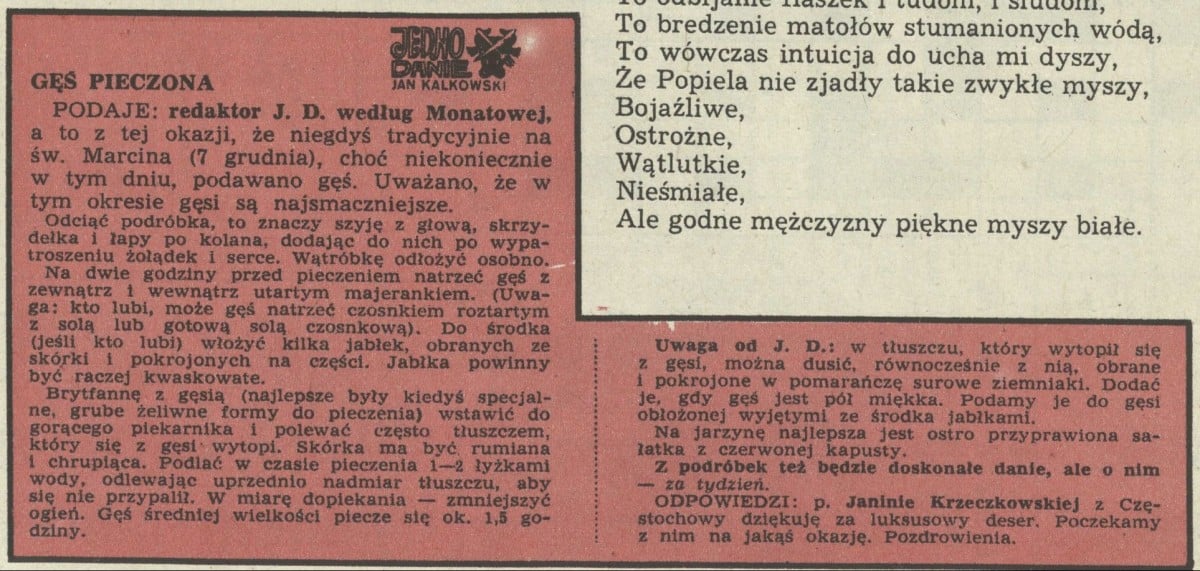 JEDNO
DANIE
JAN KALKOWSKI
GĘŚ PIECZONA
PODAJE: redaktor J. D. według Monatowej,
a to z tej okazji, że niegdyś tradycyjnie na
św. Marcina (7 grudnia), choć niekoniecznie
w tym dniu, podawano gęś. Uważano, że w
tym okresie gęsi są najsmaczniejsze.
Odciąć podróbka, to znaczy szyję z głową, skrzy-
dełka i łapy po kolana, dodając do nich po wypa-
troszeniu żołądek i serce. Wątróbkę odłożyć osobno.
Na dwie godziny przed pieczeniem natrzeć gęś z
zewnątrz i wewnątrz utartym majerankiem. (Uwa-
ga: kto lubi, może gęś natrzeć czosnkiem roztartym
z solą lub gotową solą czosnkową). Do środka
(jeśli kto lubi) włożyć kilka jabłek, obranych ze
skórki i pokrojonych na części. Jabłka powinny
być raczej kwaskowate.
Brytfannę z gęsią (najlepsze były kiedyś specjal-
ne, grube żeliwne formy do pieczenia) wstawić do
gorącego piekarnika i polewać często tłuszczem,
który się z gęsi wytopi. Skórka ma być rumiana
i chrupiąca. Podlać w czasie pieczenia 1—2 łyżkami
wody, odlewając uprzednio nadmiar tłuszczu, aby
się nie przypalił. W miarę dopiekania — zmniejszyć
ogień. Gęś średniej wielkości piecze się ok. 1,5 go-
dziny.
Uwaga od J. D.: w tłuszczu, który wytopił się
z gęsi, można dusić, równocześnie z nią, obrane
i pokrojone w pomarańczę surowe ziemniaki. Dodać
je, gdy gęś jest pół miękka. Podamy je do gęsi
obłożonej wyjętymi ze środka jabłkami.
Na jarzynę najlepsza jest ostro przyprawiona sa-
łatka z czerwonej kapusty.
Z podróbek też będzie doskonałe danie, ale o nim
— za tydzień.
ODPOWIEDZI: p. Janinie Krzeczkowskiej z Czę-
stochowy dziękuję za luksusowy deser. Poczekamy
z nim na jakąś okazję. Pozdrowienia.
To odbijanie flaszek i ludom, i sludom,
To bredzenie matołów stumanionych wódą,
To wówczas intuicja do ucha mi dyszy,
Że Popiela nie zjadły takie zwykłe myszy,
Bojaźliwe,
Ostrożne,
Wątlutkie,
Nieśmiałe,
Ale godne mężczyzny piękne myszy białe.